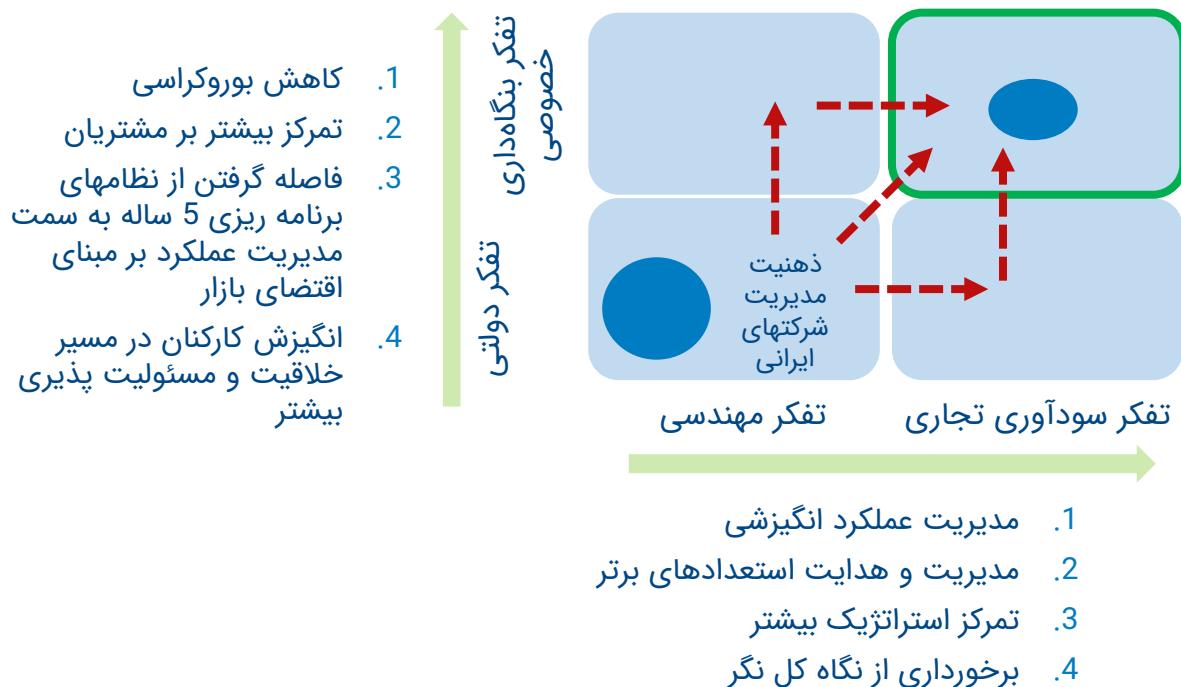 1. کاهش بوروکراسی
2. تمرکز بیشتر بر مشتریان
3. فاصله گرفتن از نظامهای
برنامه ریزی 5 ساله به سمت
مدیریت عملکرد بر مبنای
اقتضای بازار
4. انگیزش کارکنان در مسیر
خلاقیت و مسئولیت پذیری
بیشتر
تفکر بنگاه‌داری
خصوصی
تفکر دولتی
ذهنیت
مدیریت
شرکتهای
ایرانی
تفکر سودآوری تجاری
تفکر مهندسی
1. مدیریت عملکرد انگیزشی
2. مدیریت و هدایت استعدادهای برتر
3. تمرکز استراتژیک بیشتر
4. برخورداری از نگاه کل نگر